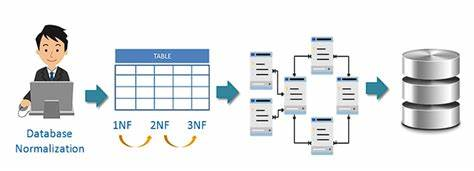 TABLE
1NF 2NF 3NF
Database
Normalization